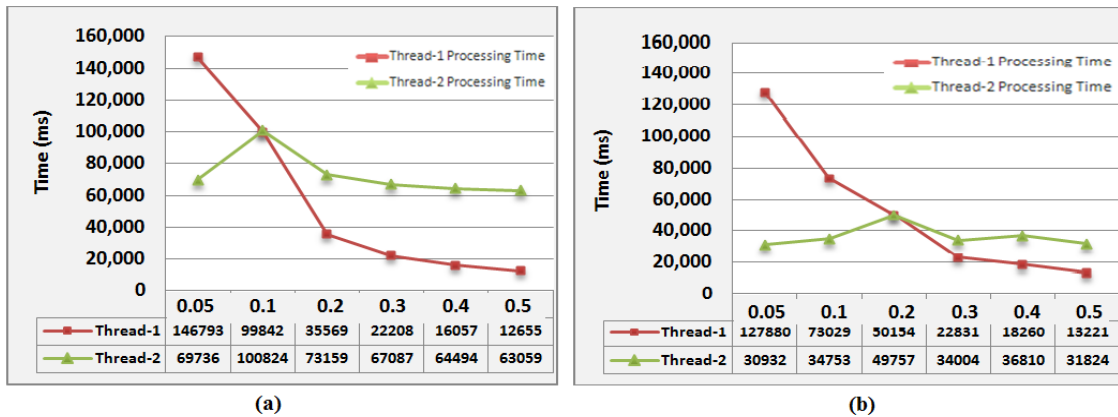 160,000
140,000
120,000
100,000
80,000
60,000
40,000
20,000
0
Time (ms)
Thread-1 Processing Time
Thread-2 Processing Time
0.05 0.1 0.2 0.3 0.4 0.5
Thread-1 146793 99842 35569 22208 16057 12655
Thread-2 69736 100824 73159 67087 64494 63059
(a)
160,000
140,000
120,000
100,000
80,000
60,000
40,000
20,000
0
Time (ms)
Thread-1 Processing Time
Thread-2 Processing Time
0.05 0.1 0.2 0.3 0.4 0.5
Thread-1 127880 73029 50154 22831 18260 13221
Thread-2 30932 34753 49757 34004 36810 31824
(b)